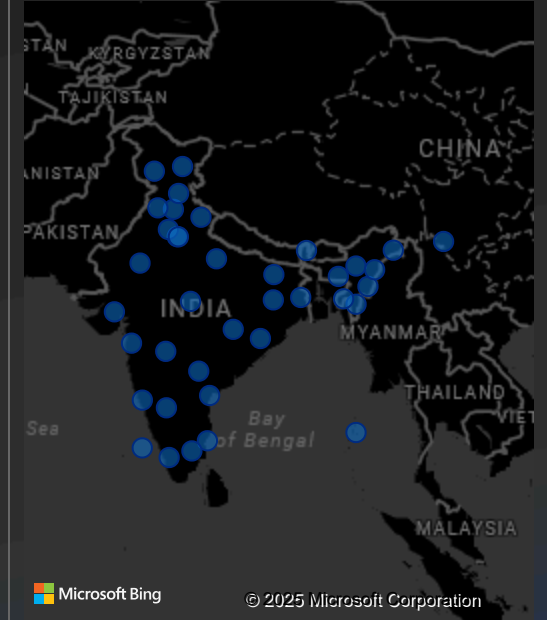 STAN
KYRGYZSTAN
TAJIKISTAN
CHINA
ANISTAN
PAKISTAN
INDIA
MYANMAR
THAILAND
VIET
Bay
of Bengal
Sea
MALAYSIA
Microsoft Bing
© 2025 Microsoft Corporation